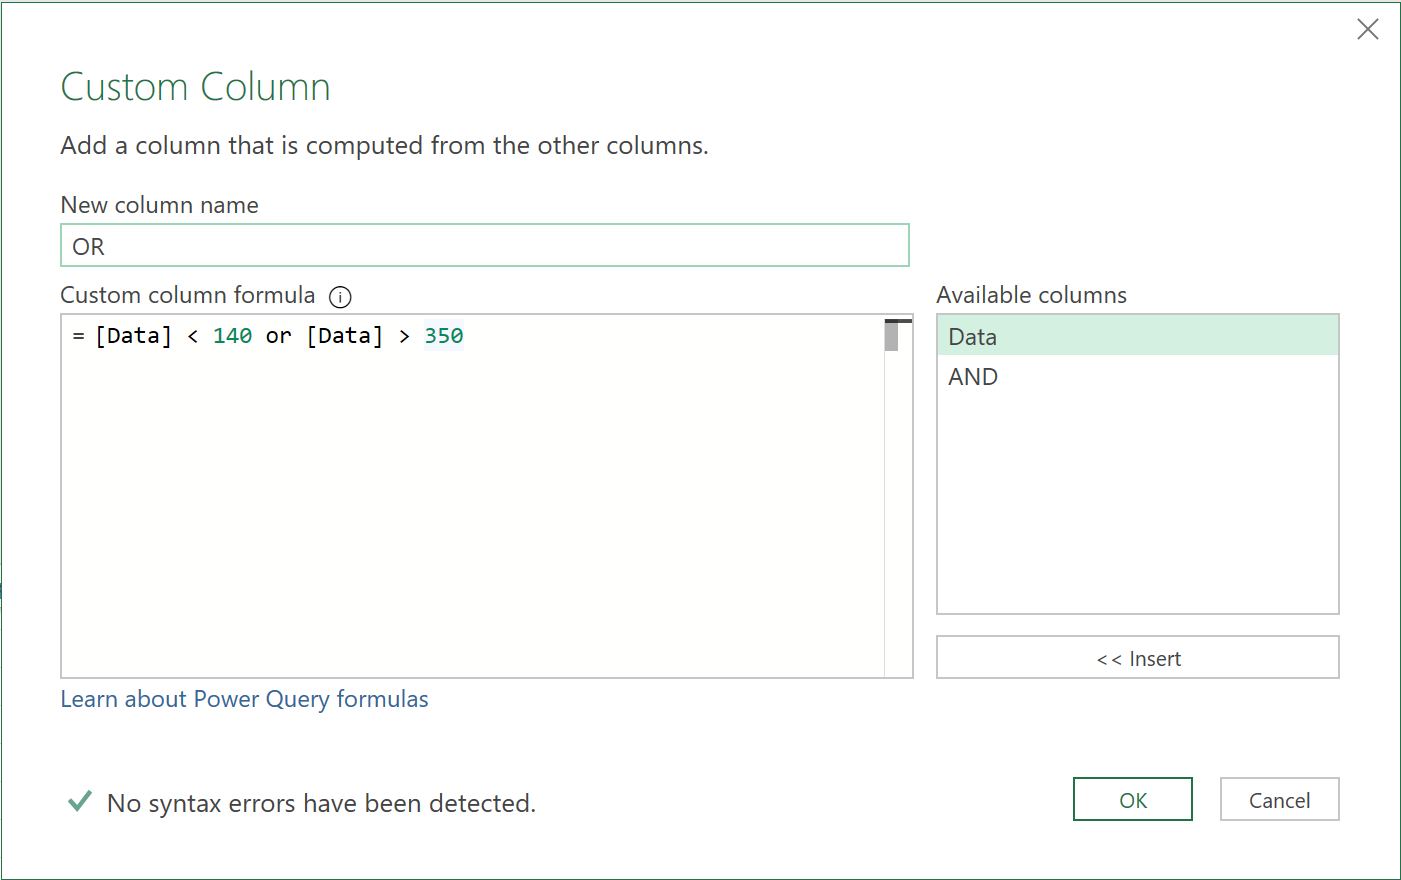 Custom Column
Add a column that is computed from the other columns.
New column name
OR
Custom column formula
= [Data] < 140 or [Data] > 350
Available columns
Data
AND
<< Insert
Learn about Power Query formulas
No syntax errors have been detected.
OK
Cancel